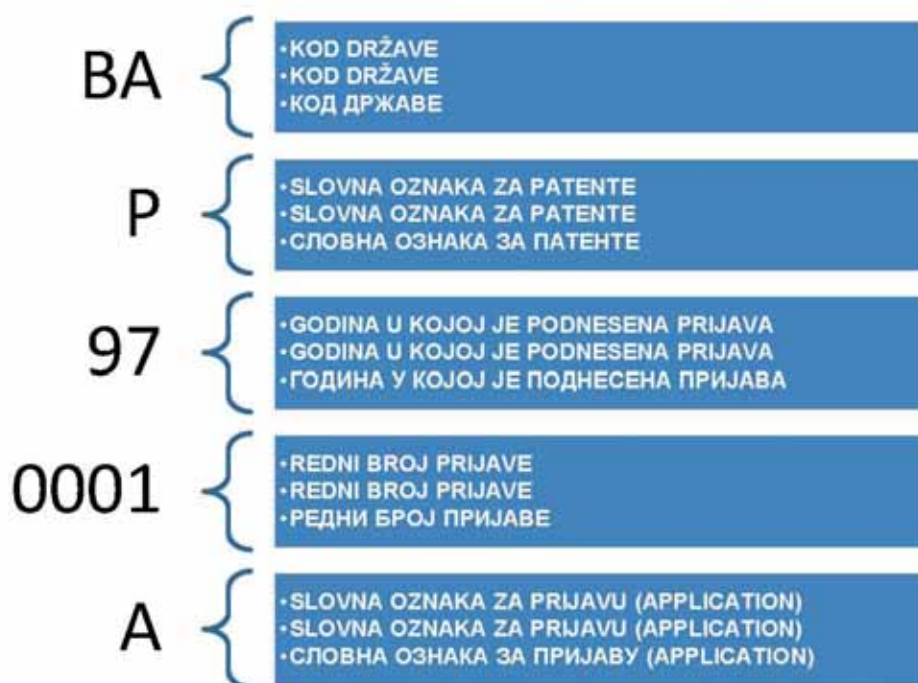 BA
•KOD DRŽAVE
•KOD DRŽAVE
•КОД ДРЖАВЕ
P
•SLOVNA OZNAKA ZA PATENTE
•SLOVNA OZNAKA ZA PATENTE
•СЛОВНА ОЗНАКА ЗА ПАТЕНТЕ
97
•GODINA U KOJOJ JE PODNESENA PRIJAVA
•GODINA U KOJOJ JE PODNESENA PRIJAVA
•ГОДИНА У КОЈОЈ ЈЕ ПОДНЕСЕНА ПРИЈАВА
0001
•REDNI BROJ PRIJAVE
•REDNI BROJ PRIJAVE
•РЕДНИ БРОЈ ПРИЈАВЕ
A
•SLOVNA OZNAKA ZA PRIJAVU (APPLICATION)
•SLOVNA OZNAKA ZA PRIJAVU (APPLICATION)
•СЛОВНА ОЗНАКА ЗА ПРИЈАВУ (APPLICATION)